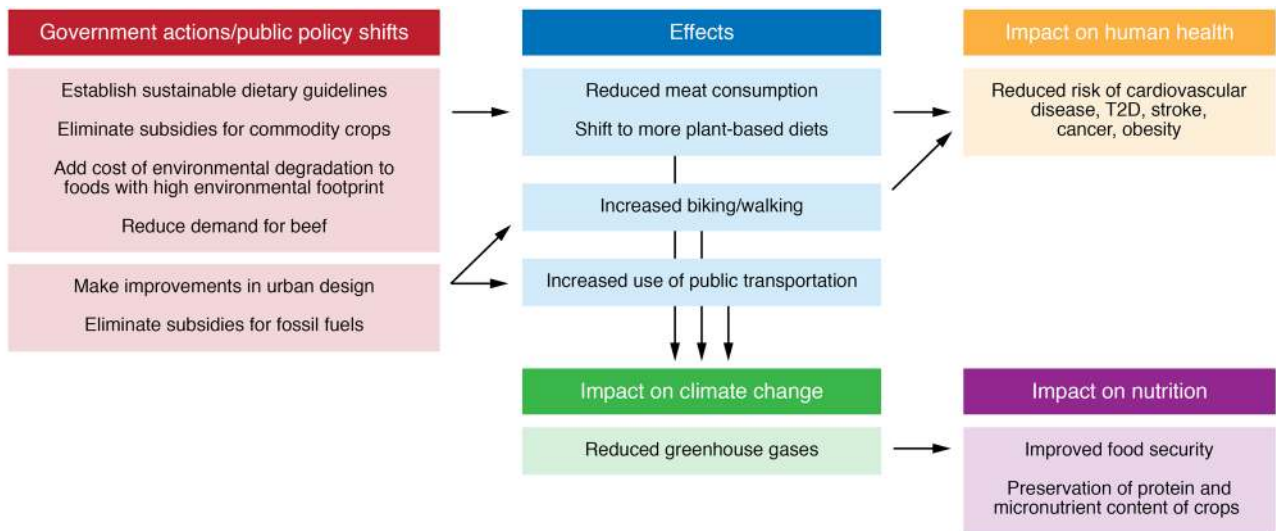 Government actions/public policy shifts
Establish sustainable dietary guidelines
Eliminate subsidies for commodity crops
Add cost of environmental degradation to
foods with high environmental footprint
Reduce demand for beef
Make improvements in urban design
Eliminate subsidies for fossil fuels
Effects
Reduced meat consumption
Shift to more plant-based diets
Increased biking/walking
Increased use of public transportation
Impact on human health
Reduced risk of cardiovascular
disease, T2D, stroke,
cancer, obesity
Impact on climate change
Reduced greenhouse gases
Impact on nutrition
Improved food security
Preservation of protein and
micronutrient content of crops